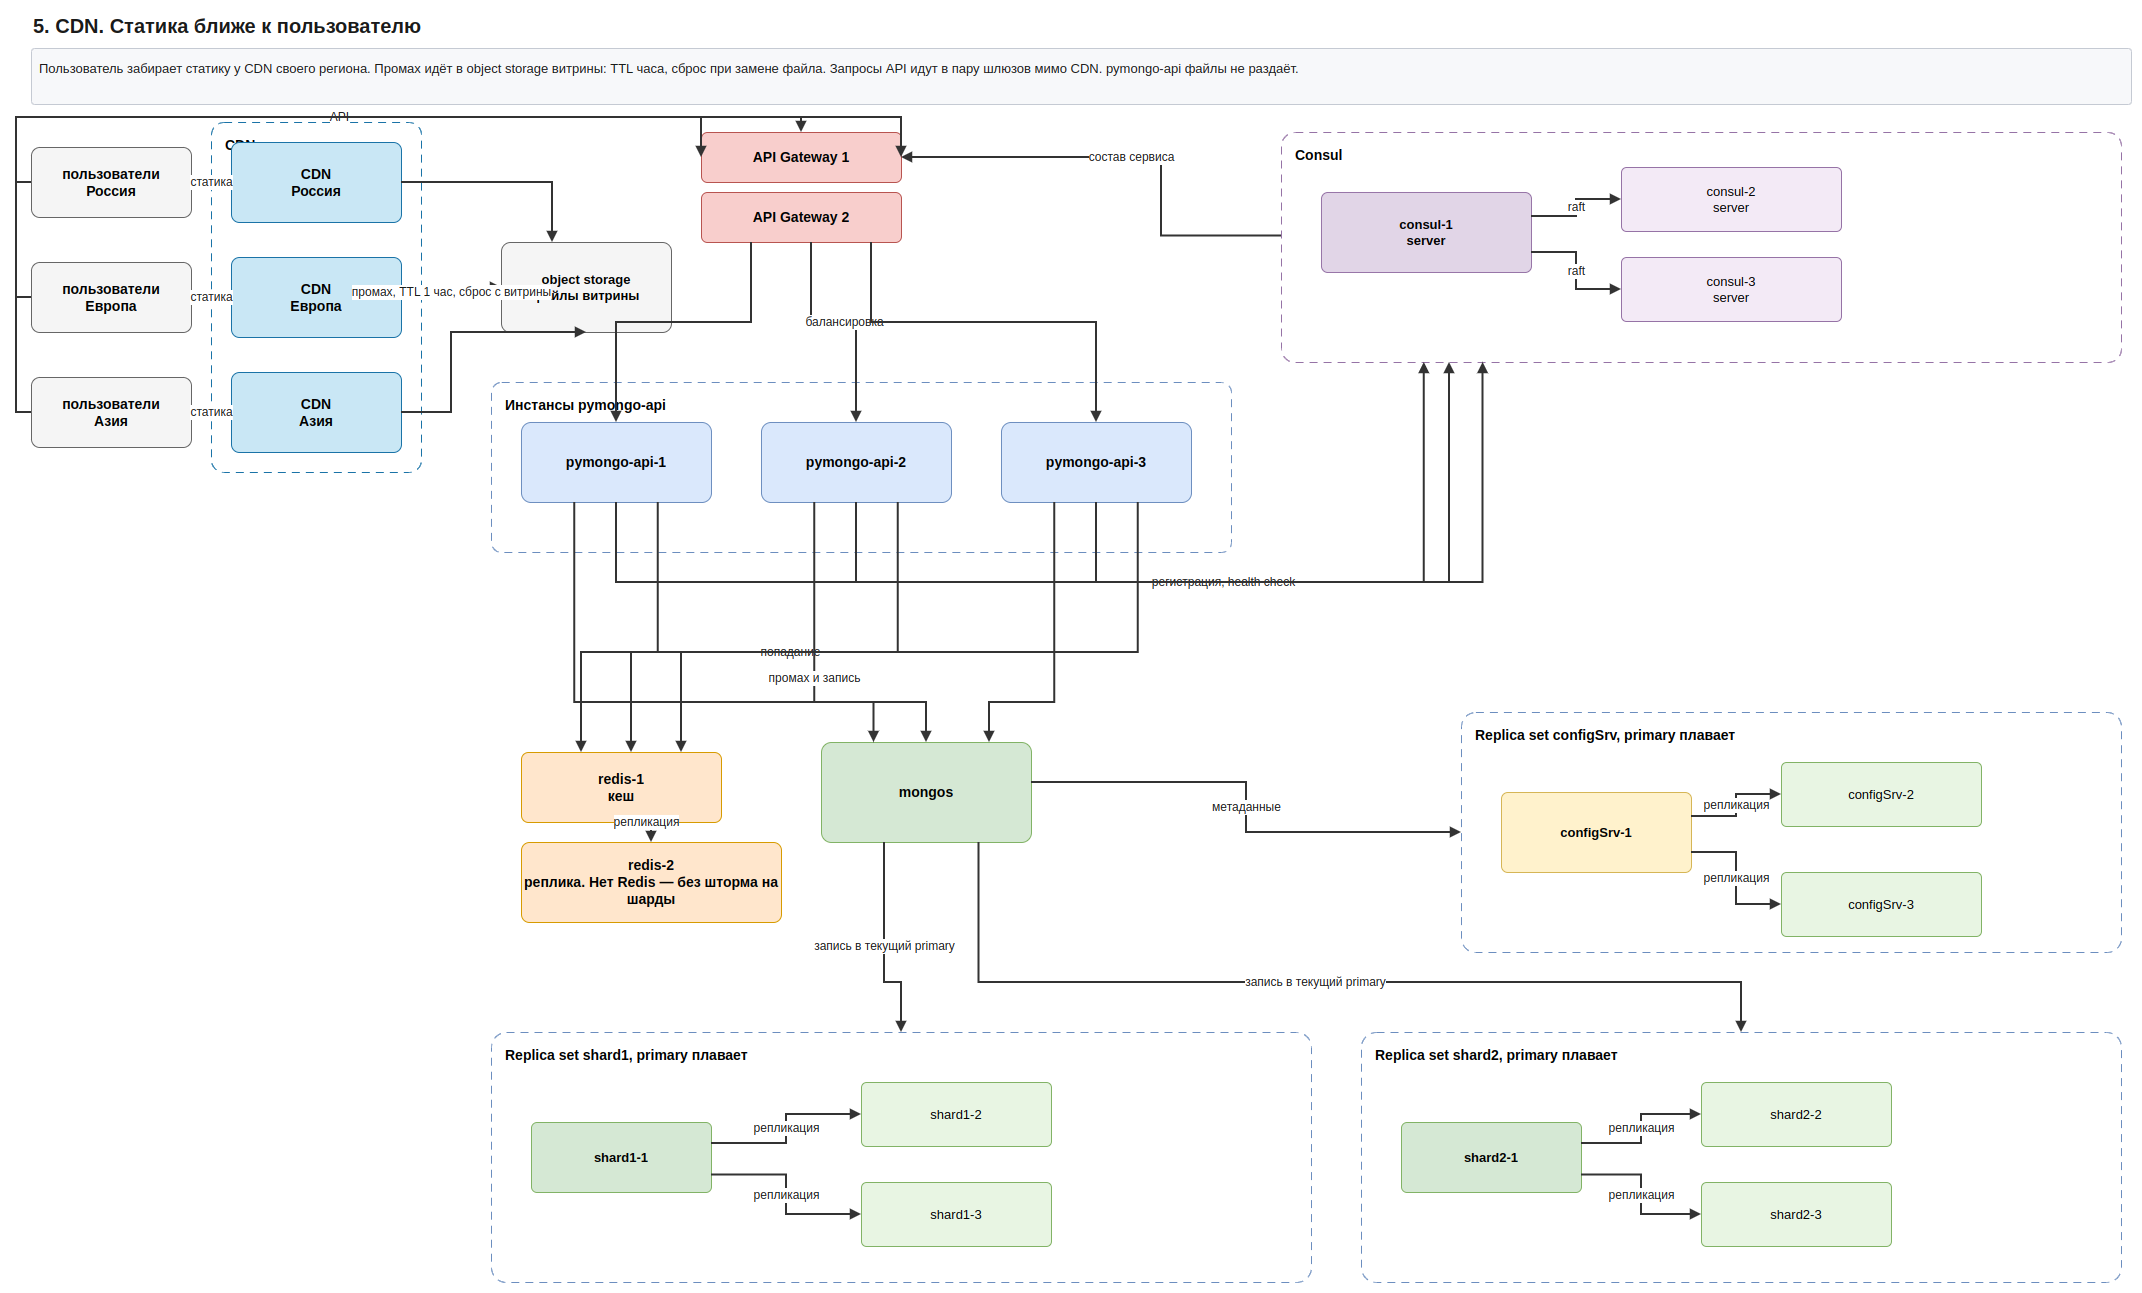 5. CDN. Статика ближе к пользователю
Пользователь забирает статику у CDN своего региона. Промах идёт в object storage витрины: TTL часа, сброс при замене файла. Запросы API идут в пару шлюзов мимо CDN. pymongo-api файлы не раздаёт.
API
CDN
пользователи
Россия
статика
CDN
Россия
пользователи
Европа
статика
CDN
Европа
промах, TTL 1 час, сброс с витрины
пользователи
Азия
статика
CDN
Азия
object storage
файлы витрины
API Gateway 1
API Gateway 2
состав сервиса
Consul
consul-1
server
raft
raft
consul-2
server
consul-3
server
балансировка
Инстансы pymongo-api
pymongo-api-1
pymongo-api-2
pymongo-api-3
регистрация, health check
попадание
промах и запись
redis-1
кеш
репликация
redis-2
реплика. Нет Redis — без шторма на
шарды
mongos
метаданные
Replica set configSrv, primary плавает
configSrv-1
репликация
репликация
configSrv-2
configSrv-3
запись в текущий primary
запись в текущий primary
Replica set shard1, primary плавает
shard1-1
репликация
репликация
shard1-2
shard1-3
Replica set shard2, primary плавает
shard2-1
репликация
репликация
shard2-2
shard2-3